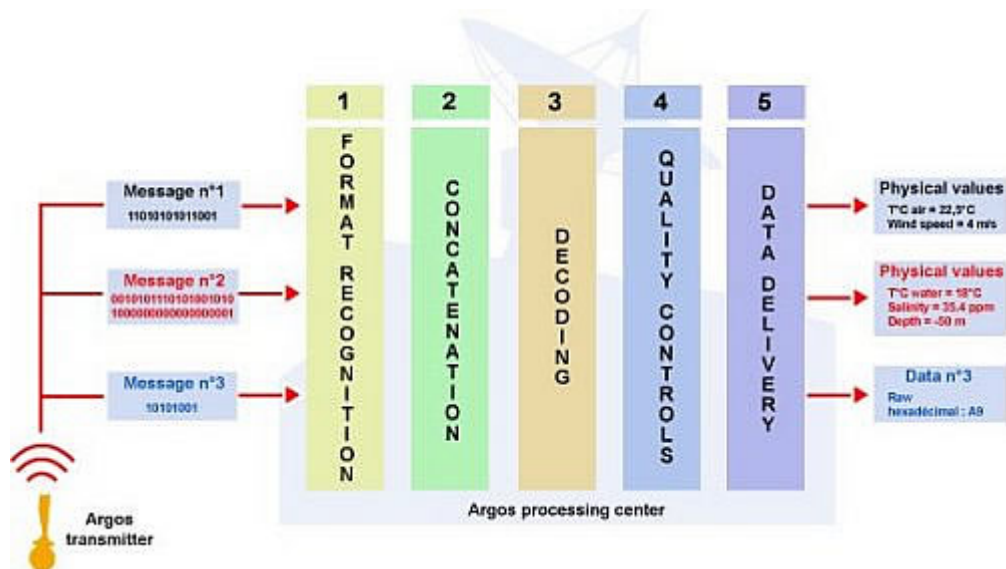 1
2
3
4
5
FORMAT RECOGNITION
CONCATENATION
DECODING
QUALITY CONTROLS
DATA DELIVERY
Message n°1
11010101011001
Message n°2
0010101110101001010
1000000000000000001
Message n°3
10101001
Physical values
T°C air = 22,5°C
Wind speed = 4 m/s
Physical values
T°C water = 18°C
Salinity = 35.4 ppm
Depth = -50 m
Data n°3
Raw
hexadécimal : A9
Argos processing center
Argos
transmitter